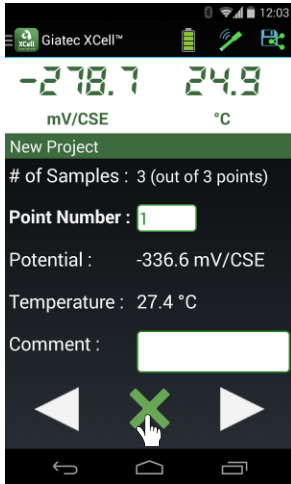 12:03
XCell
Giatec XCell™
-278.7 24.9
mV/CSE °C
New Project
# of Samples : 3 (out of 3 points)
Point Number : 1
Potential : -336.6 mV/CSE
Temperature : 27.4 °C
Comment :